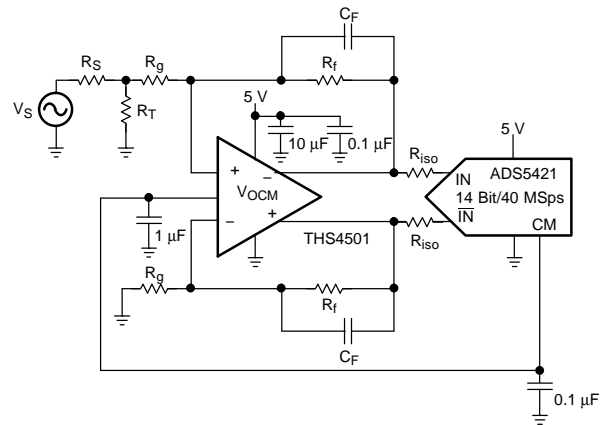 C_F
R_S
R_g
R_f
V_S
R_T
5 V
10 µF
0.1 µF
5 V
R_iso
ADS5421
IN
14 Bit/40 MSps
IN
CM
+
−
V_OCM
−
+
1 µF
THS4501
R_iso
R_g
R_f
C_F
0.1 µF